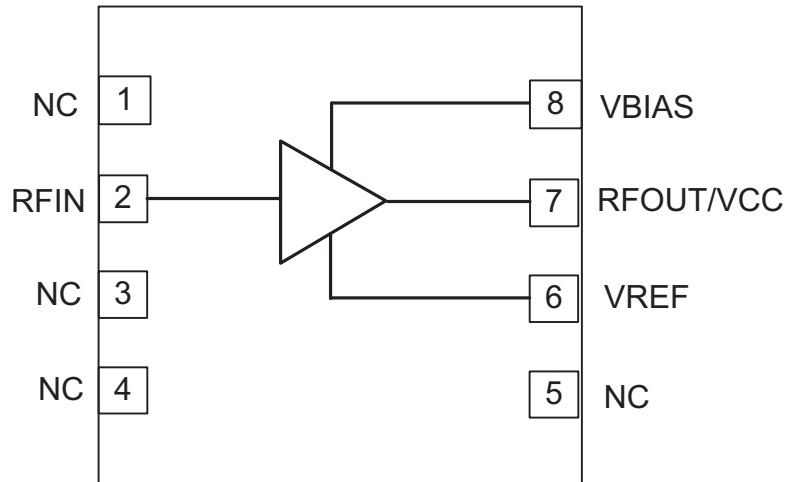 NC 1
RFIN 2
NC 3
NC 4
8 VBIAS
7 RFOUT/VCC
6 VREF
5 NC